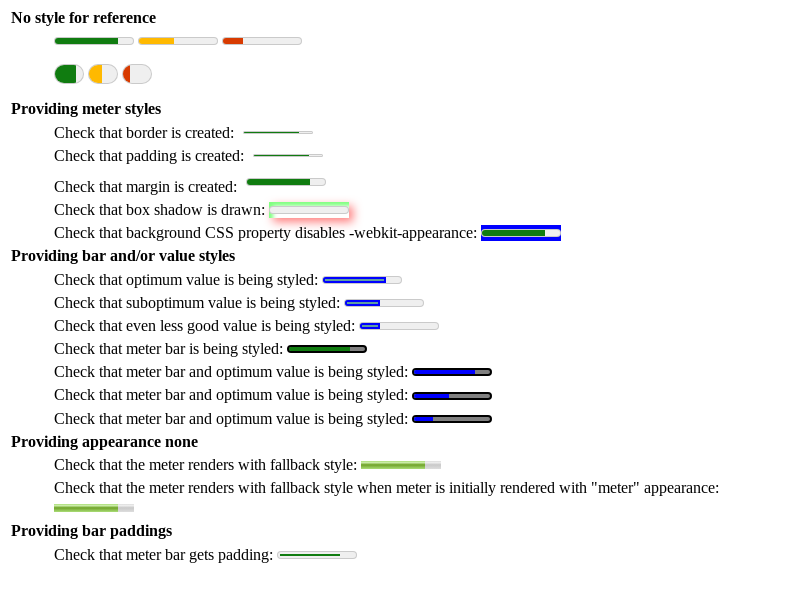 No style for reference
Providing meter styles
Check that border is created:
Check that padding is created:
Check that margin is created:
Check that box shadow is drawn:
Check that background CSS property disables -webkit-appearance:
Providing bar and/or value styles
Check that optimum value is being styled:
Check that suboptimum value is being styled:
Check that even less good value is being styled:
Check that meter bar is being styled:
Check that meter bar and optimum value is being styled:
Check that meter bar and optimum value is being styled:
Check that meter bar and optimum value is being styled:
Providing appearance none
Check that the meter renders with fallback style:
Check that the meter renders with fallback style when meter is initially rendered with "meter" appearance:
Providing bar paddings
Check that meter bar gets padding: